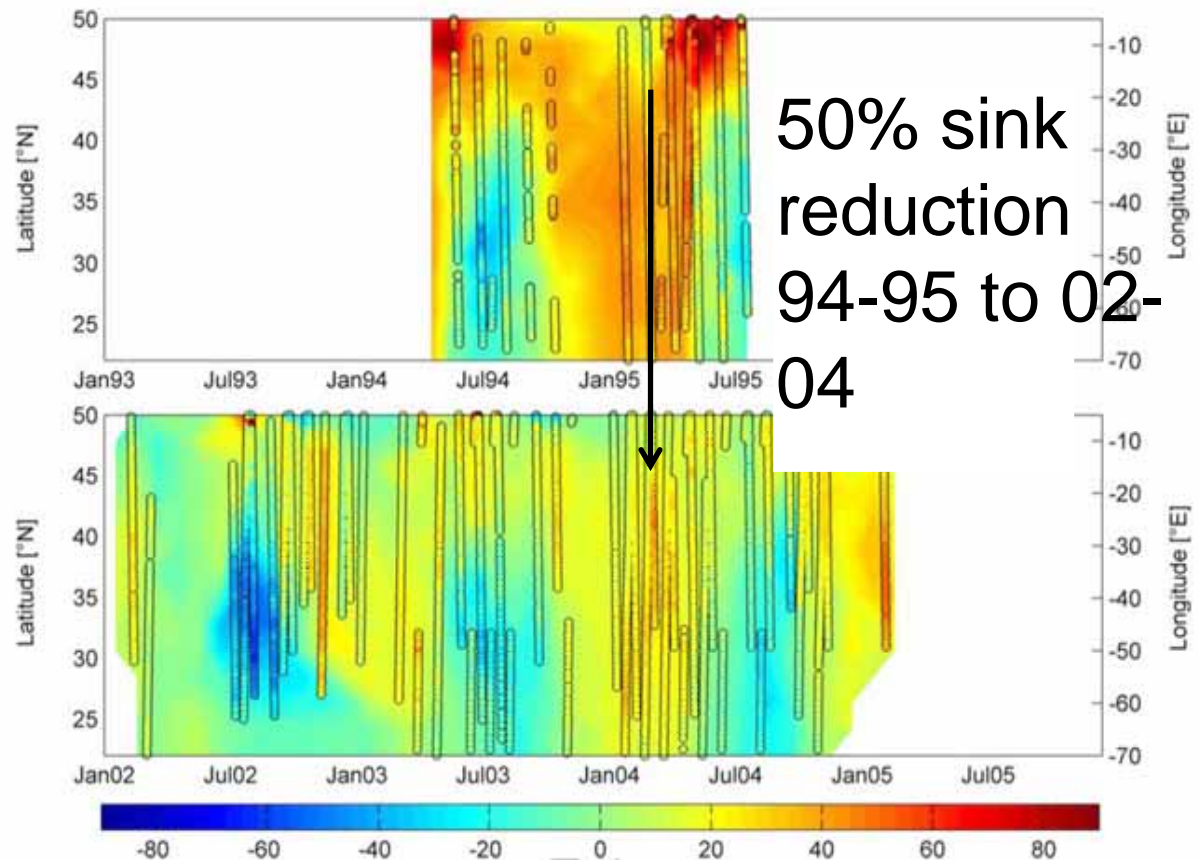 50
45
40
35
30
25
Latitude [°N]
-10
-20
-30
-40
-50
-60
-70
Longitude [°E]
Jan93 Jul93 Jan94 Jul94 Jan95 Jul95
50% sink
reduction
94-95 to 02-
04
50
45
40
35
30
25
Latitude [°N]
-10
-20
-30
-40
-50
-60
-70
Longitude [°E]
Jan02 Jul02 Jan03 Jul03 Jan04 Jul04 Jan05 Jul05
-80 -60 -40 -20 0 20 40 60 80